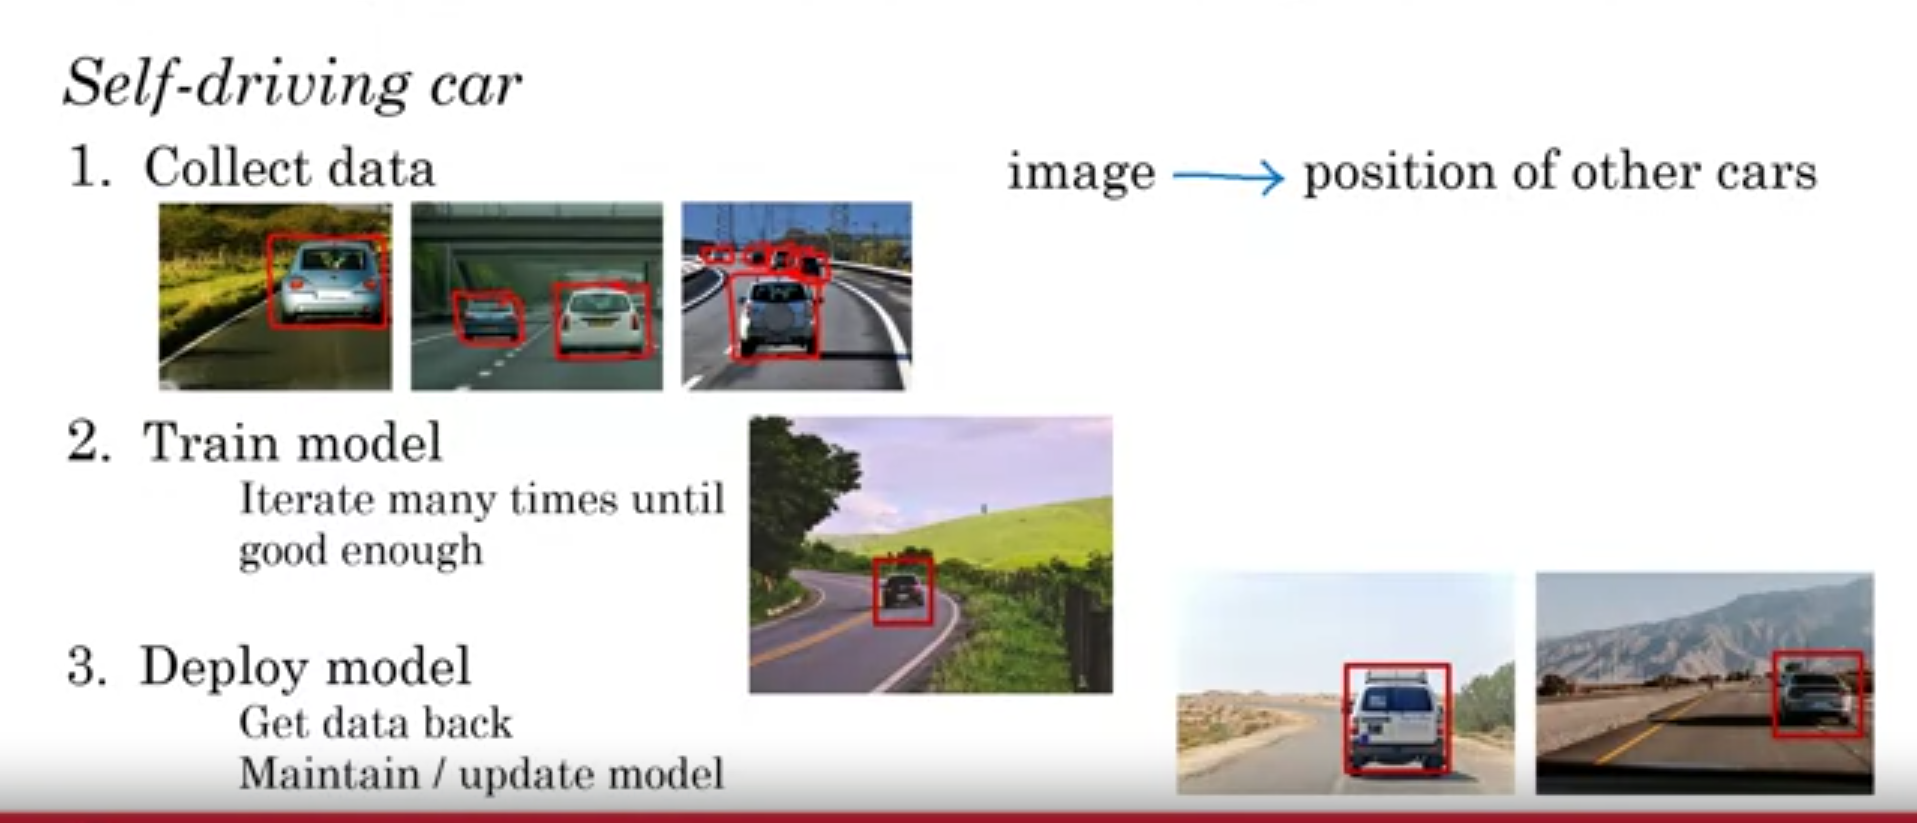 Self-driving car
1. Collect data
image → position of other cars
2. Train model
Iterate many times until
good enough
3. Deploy model
Get data back
Maintain / update model